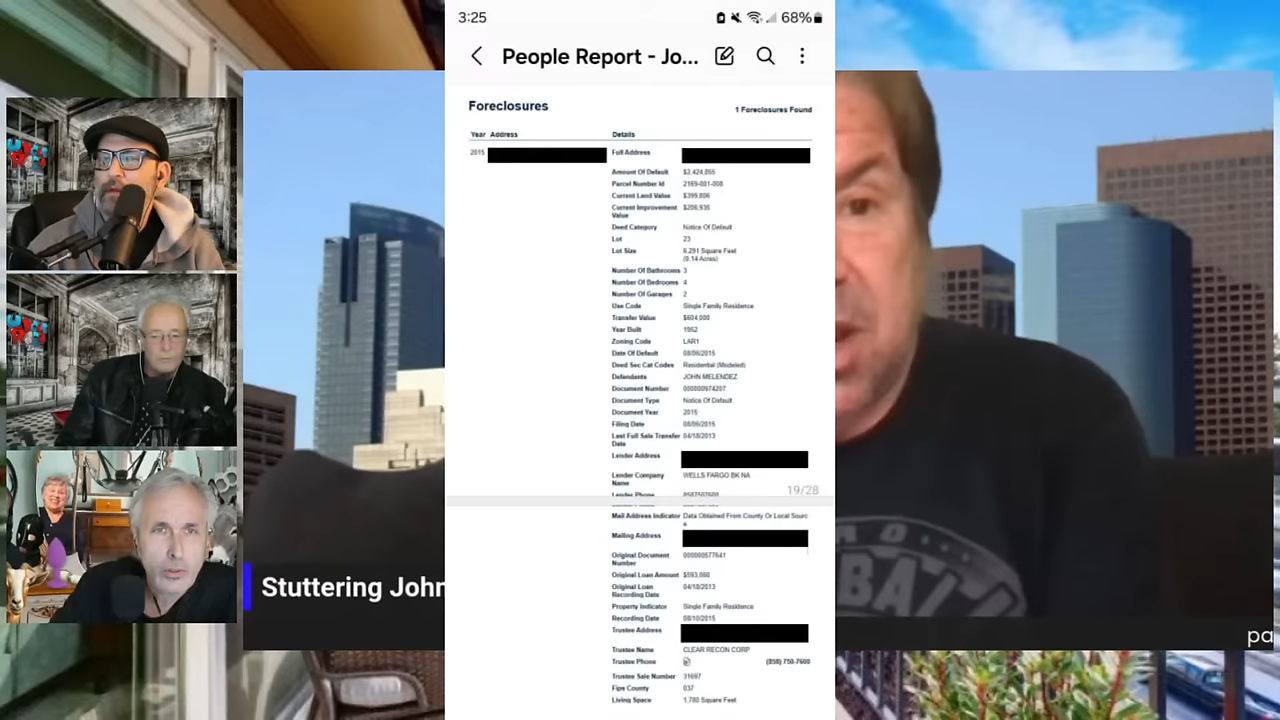 3:25
68%
People Report - Jo...
Foreclosures
1 Foreclosures Found
Year Address Details
2015
Full Address
Amount Of Default $2,424,055
Parcel Number Id 2169-001-008
Current Land Value $399,806
Current Improvement $206,936
Value
Deed Category Notice Of Default
Lot 23
Lot Size 6,291 Square Feet
(0.14 Acres)
Number Of Bathrooms 3
Number Of Bedrooms 4
Number Of Garages 2
Use Code Single Family Residence
Transfer Value $604,000
Year Built 1952
Zoning Code LAR1
Date Of Default 08/06/2015
Deed Sec Cat Codes Residential (Modeled)
Defendants JOHN MELENDEZ
Document Number 000000974207
Document Type Notice Of Default
Document Year 2015
Filing Date 08/06/2015
Last Full Sale Transfer 04/18/2013
Date
Lender Address
Lender Company WELLS FARGO BK NA
Name
19/28
Lender Phone 8587507600
Mail Address Indicator Data Obtained From County Or Local Sourc
e
Mailing Address
Original Document 000000577641
Number
Original Loan Amount $593,060
Original Loan 04/18/2013
Recording Date
Property Indicator Single Family Residence
Recording Date 08/10/2015
Trustee Address
Trustee Name CLEAR RECON CORP
Trustee Phone (858) 750-7600
Trustee Sale Number 31697
Fips County 037
Living Space 1,780 Square Feet
Stuttering John
pa